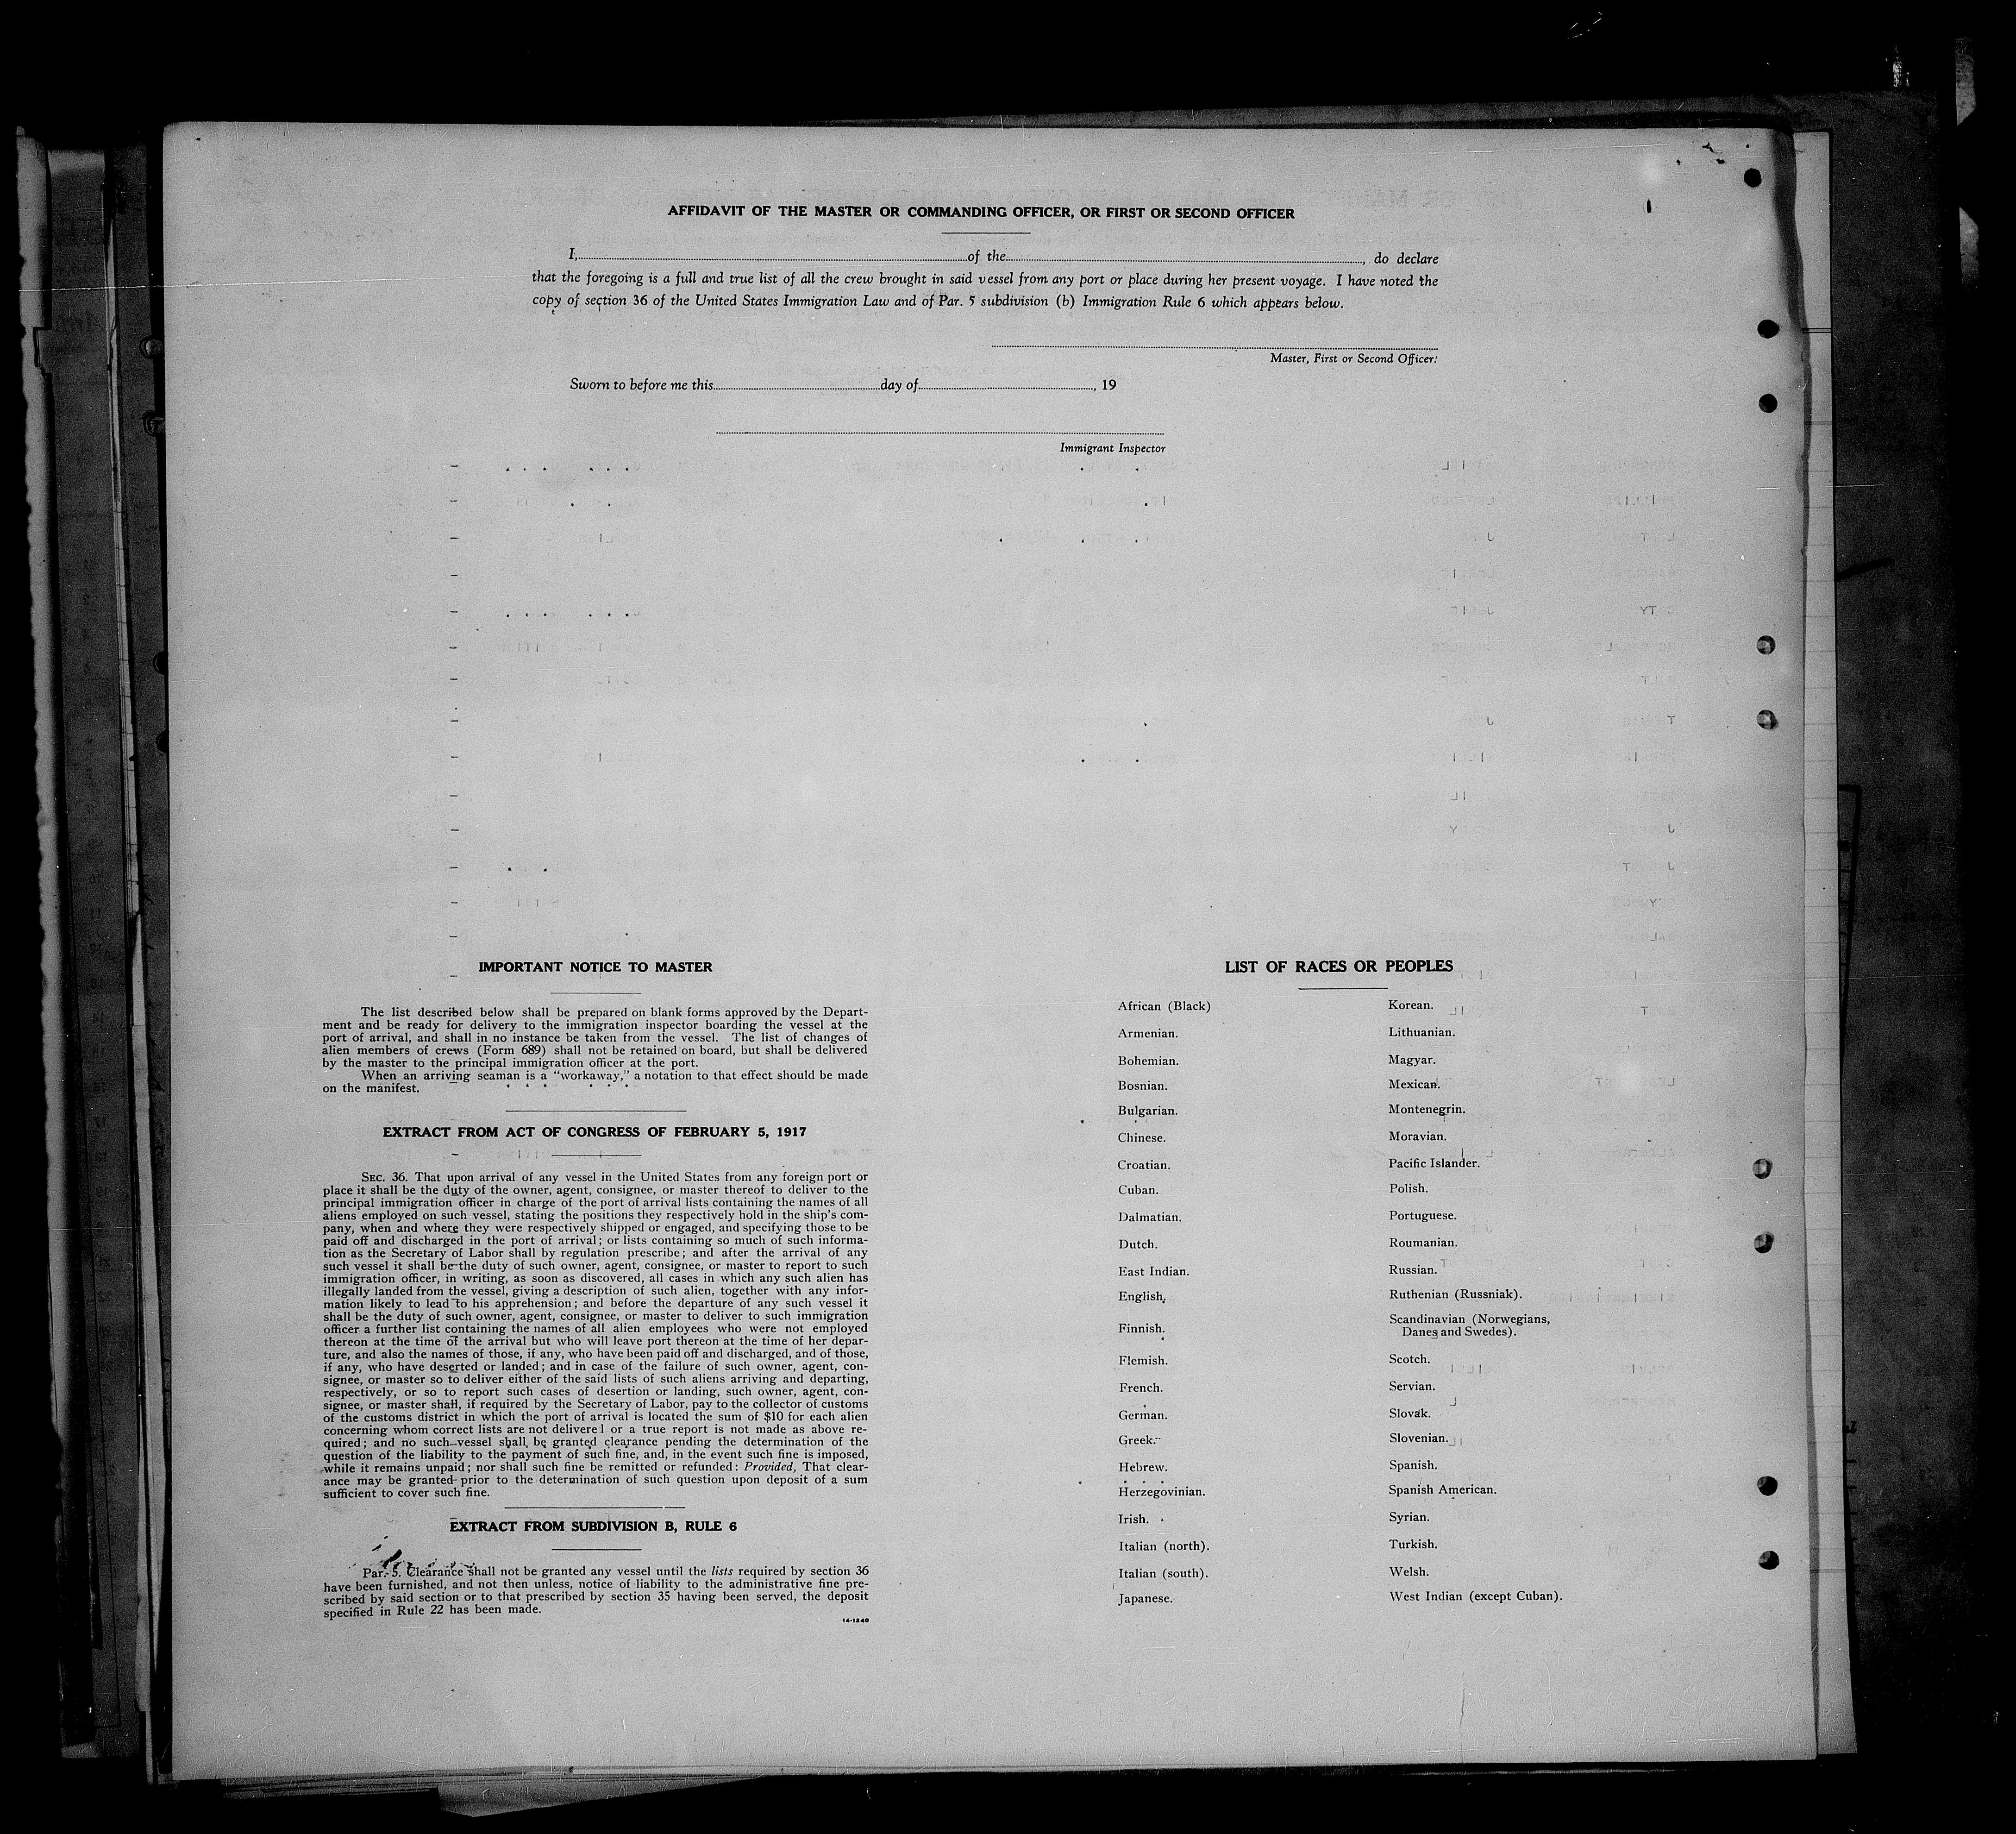 AFFIDAVIT OF THE MASTER OR COMMANDING OFFICER, OR FIRST OR SECOND OFFICER
I, of the , do declare
that the foregoing is a full and true list of all the crew brought in said vessel from any port or place during her present voyage. I have noted the
copy of section 36 of the United States Immigration Law and of Par. 5 subdivision (b) Immigration Rule 6 which appears below.
Master, First or Second Officer.
Sworn to before me this day of , 19
Immigrant Inspector
IMPORTANT NOTICE TO MASTER
The list described below shall be prepared on blank forms approved by the Depart-
ment and be ready for delivery to the immigration inspector boarding the vessel at the
port of arrival, and shall in no instance be taken from the vessel. The list of changes of
alien members of crews (Form 689) shall not be retained on board, but shall be delivered
by the master to the principal immigration officer at the port.
When an arriving seaman is a "workaway," a notation to that effect should be made
on the manifest.
EXTRACT FROM ACT OF CONGRESS OF FEBRUARY 5, 1917
SEC. 36. That upon arrival of any vessel in the United States from any foreign port or
place it shall be the duty of the owner, agent, consignee, or master thereof to deliver to the
principal immigration officer in charge of the port of arrival lists containing the names of all
aliens employed on such vessel, stating the positions they respectively hold in the ship's com-
pany, when and where they were respectively shipped or engaged, and specifying those to be
paid off and discharged in the port of arrival; or lists containing so much of such informa-
tion as the Secretary of Labor shall by regulation prescribe; and after the arrival of any
such vessel it shall be the duty of such owner, agent, consignee, or master to report to such
immigration officer, in writing, as soon as discovered, all cases in which any such alien has
illegally landed from the vessel, giving a description of such alien, together with any infor-
mation likely to lead to his apprehension; and before the departure of any such vessel it
shall be the duty of such owner, agent, consignee, or master to deliver to such immigration
officer a further list containing the names of all alien employees who were not employed
thereon at the time of the arrival but who will leave port thereon at the time of her depar-
ture, and also the names of those, if any, who have been paid off and discharged, and of those,
if any, who have deserted or landed; and in case of the failure of such owner, agent, con-
signee, or master so to deliver either of the said lists of such aliens arriving and departing,
respectively, or so to report such cases of desertion or landing, such owner, agent, con-
signee, or master shall, if required by the Secretary of Labor, pay to the collector of customs
of the customs district in which the port of arrival is located the sum of $10 for each alien
concerning whom correct lists are not delivered or a true report is not made as above re-
quired; and no such vessel shall be granted clearance pending the determination of the
question of the liability to the payment of such fine, and, in the event such fine is imposed,
while it remains unpaid; nor shall such fine be remitted or refunded: Provided, That clear-
ance may be granted prior to the determination of such question upon deposit of a sum
sufficient to cover such fine.
EXTRACT FROM SUBDIVISION B, RULE 6
Par. 5. Clearance shall not be granted any vessel until the lists required by section 36
have been furnished, and not then unless, notice of liability to the administrative fine pre-
scribed by said section or to that prescribed by section 35 having been served, the deposit
specified in Rule 22 has been made.
14-1240
LIST OF RACES OR PEOPLES
African (Black)
Armenian.
Bohemian.
Bosnian.
Bulgarian.
Chinese.
Croatian.
Cuban.
Dalmatian.
Dutch.
East Indian.
English.
Finnish.
Flemish.
French.
German.
Greek.
Hebrew.
Herzegovinian.
Irish.
Italian (north).
Italian (south).
Japanese.
Korean.
Lithuanian.
Magyar.
Mexican.
Montenegrin.
Moravian.
Pacific Islander.
Polish.
Portuguese.
Roumanian.
Russian.
Ruthenian (Russniak).
Scandinavian (Norwegians,
Danes and Swedes).
Scotch.
Servian.
Slovak.
Slovenian.
Spanish.
Spanish American.
Syrian.
Turkish.
Welsh.
West Indian (except Cuban).